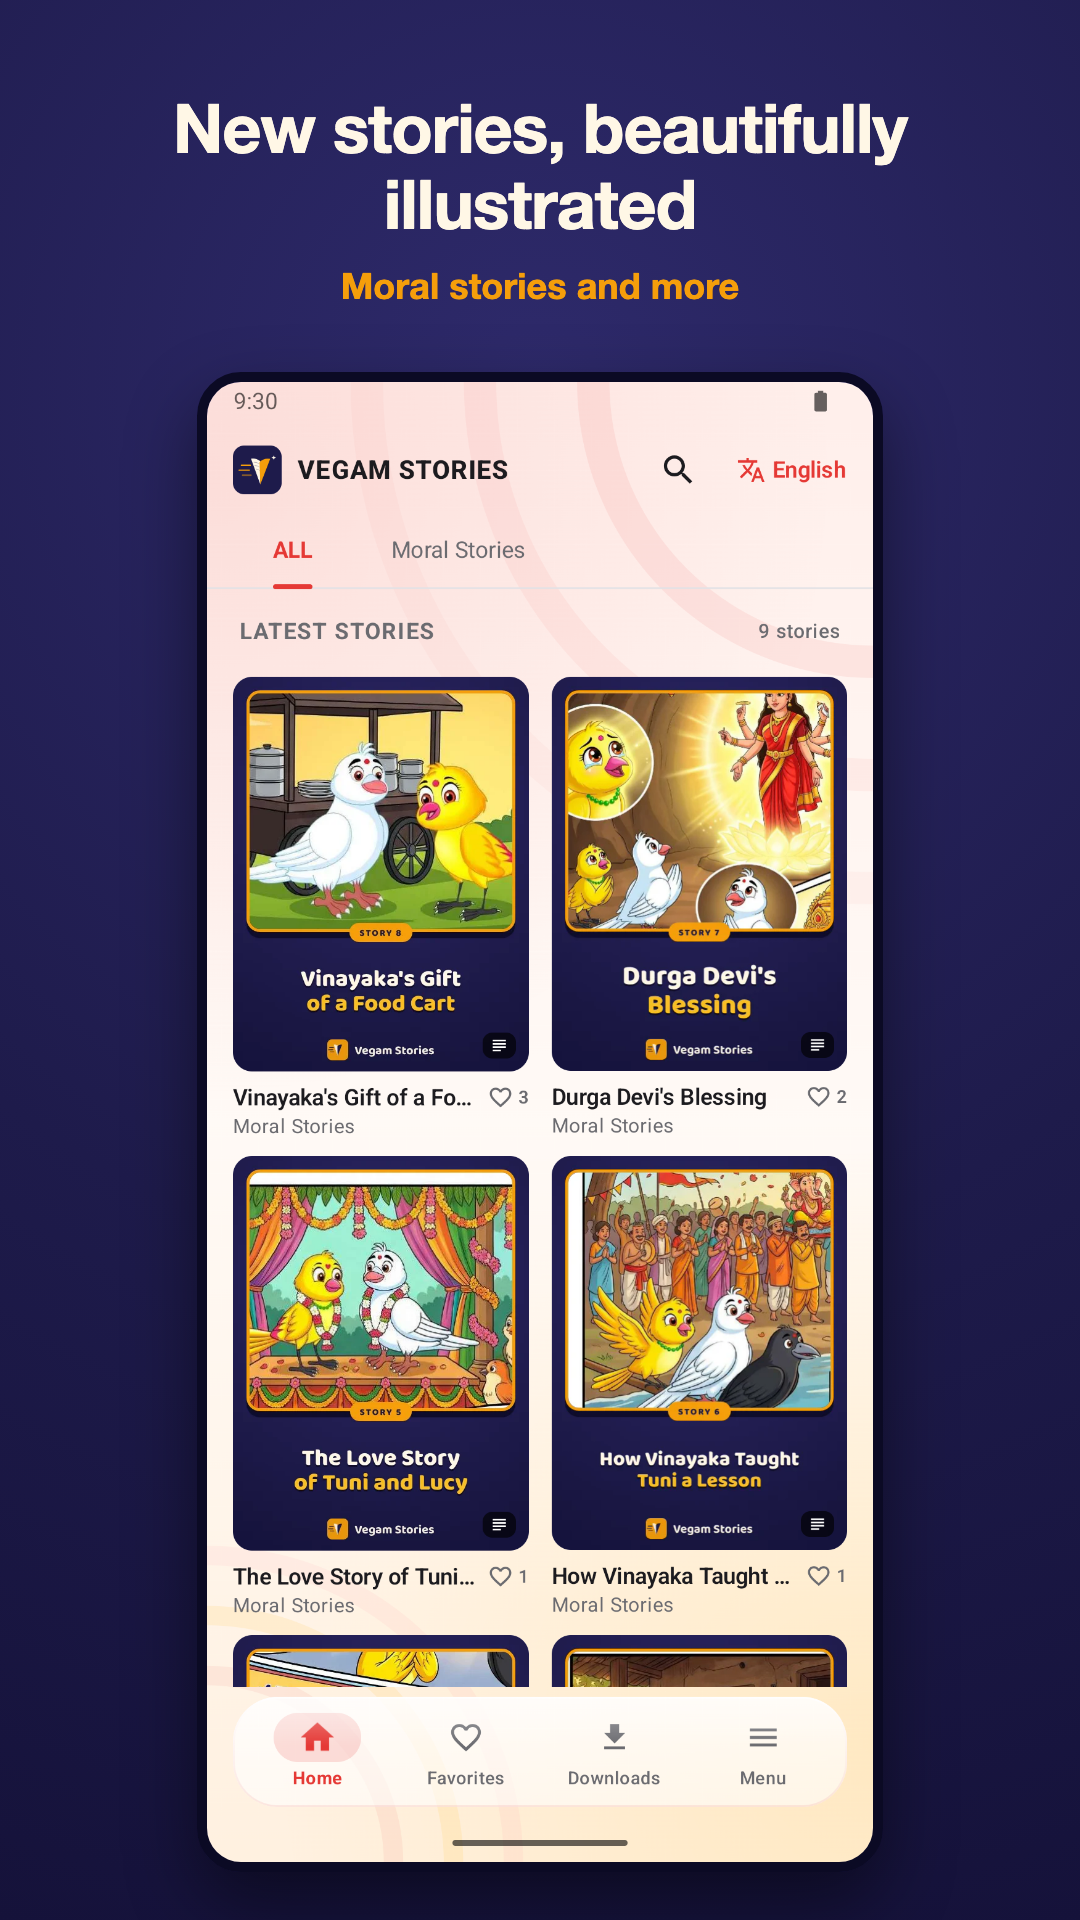 New stories, beautifully
illustrated
Moral stories and more
9:30
VEGAM STORIES
English
ALL
Moral Stories
LATEST STORIES
9 stories
STORY 8
Vinayaka's Gift
of a Food Cart
Vegam Stories
STORY 7
Durga Devi's
Blessing
Vegam Stories
Vinayaka's Gift of a Fo...
3
Moral Stories
Durga Devi's Blessing
2
Moral Stories
STORY 5
The Love Story
of Tuni and Lucy
Vegam Stories
STORY 6
How Vinayaka Taught
Tuni a Lesson
Vegam Stories
The Love Story of Tuni...
1
Moral Stories
How Vinayaka Taught ...
1
Moral Stories
Home
Favorites
Downloads
Menu